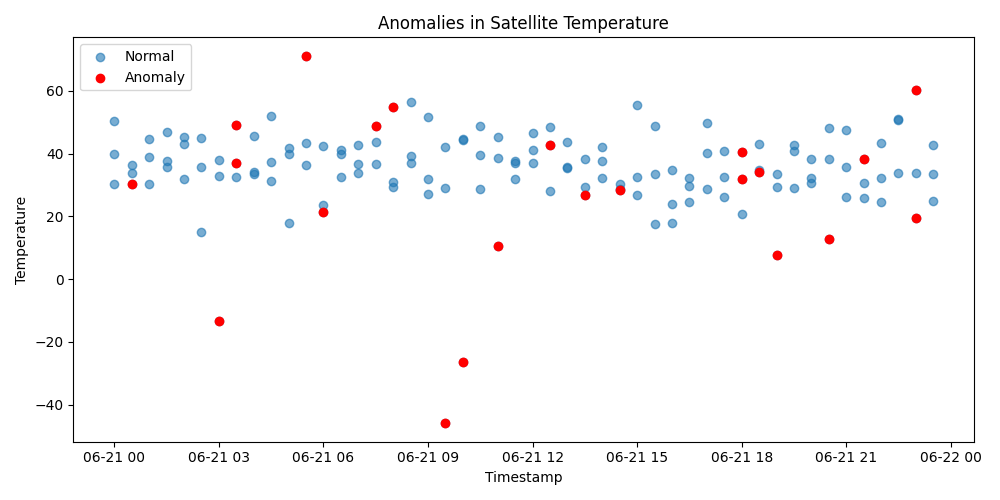 Anomalies in Satellite Temperature
Normal
Anomaly
Temperature
60
40
20
0
−20
−40
06-21 00 06-21 03 06-21 06 06-21 09 06-21 12 06-21 15 06-21 18 06-21 21 06-22 00
Timestamp